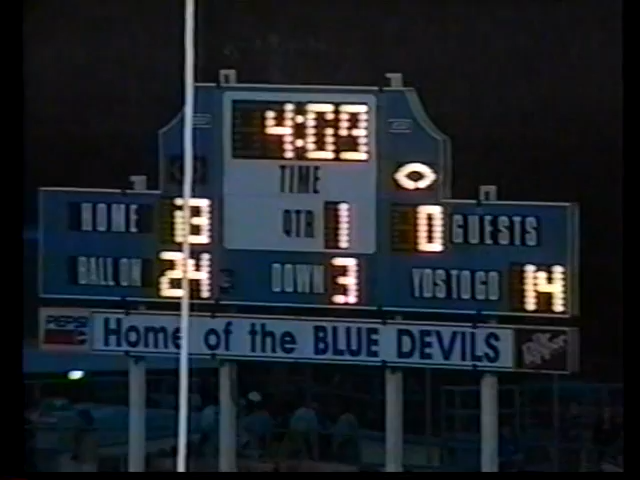 4:09
TIME
HOME 13 QTR 1 0 GUESTS
BALL ON 24 DOWN 3 YDS TO GO 14
PEPSI Home of the BLUE DEVILS